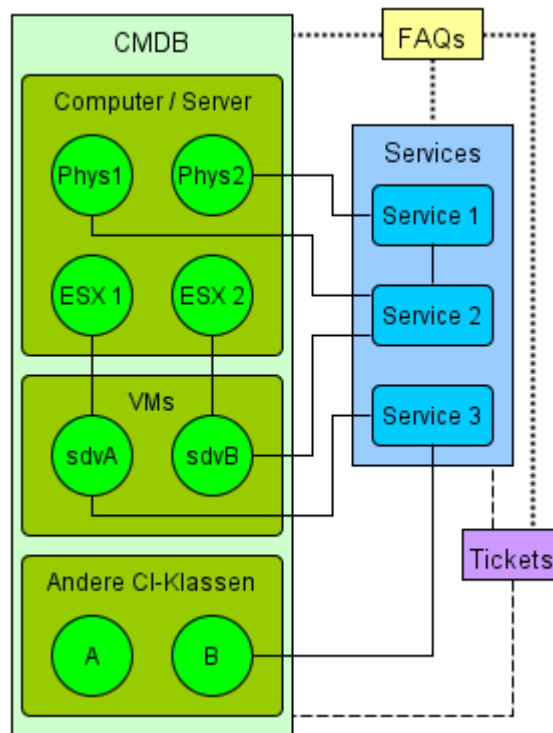 CMDB
FAQs
Computer / Server
Phys1
Phys2
Services
Service 1
ESX 1
ESX 2
Service 2
VMs
Service 3
sdvA
sdvB
Tickets
Andere CI-Klassen
A
B